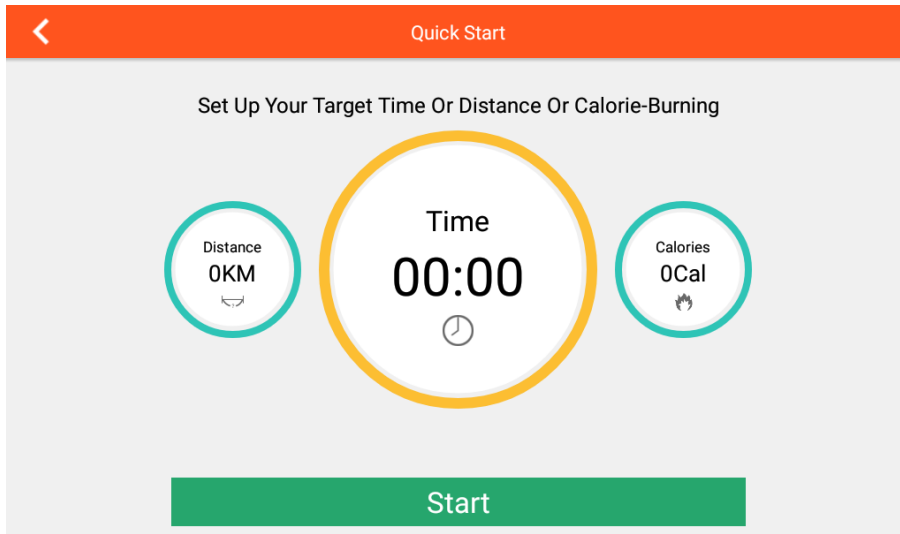 Quick Start
Set Up Your Target Time Or Distance Or Calorie-Burning
Distance
0KM
Time
00:00
Calories
0Cal
Start